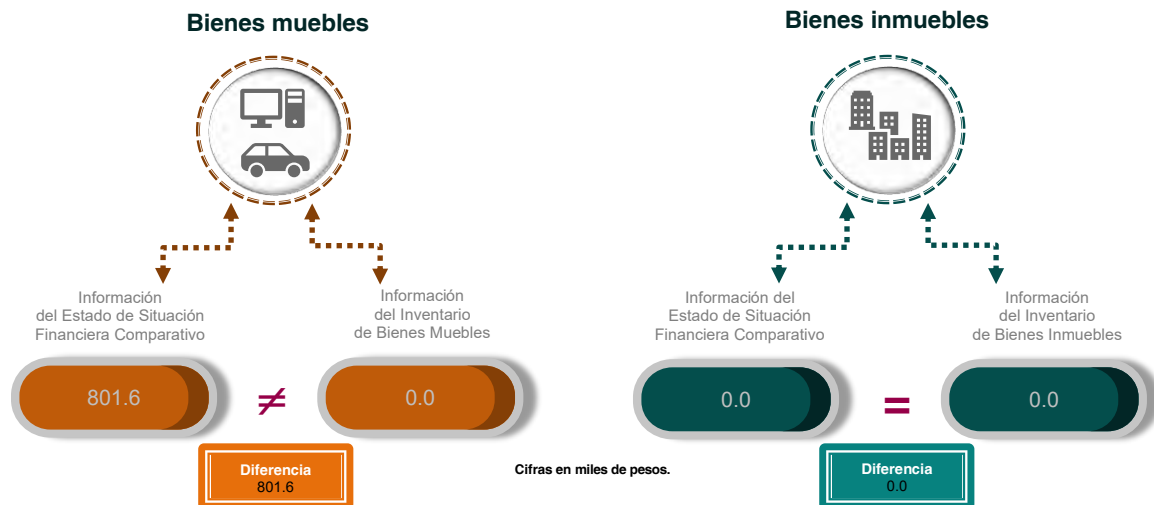 Bienes muebles
Información
del Estado de Situación
Financiera Comparativo
Información
del Inventario
de Bienes Muebles
801.6
≠
0.0
Diferencia
801.6
Cifras en miles de pesos.
Bienes inmuebles
Información del
Estado de Situación
Financiera Comparativo
Información
del Inventario
de Bienes Inmuebles
0.0
=
0.0
Diferencia
0.0